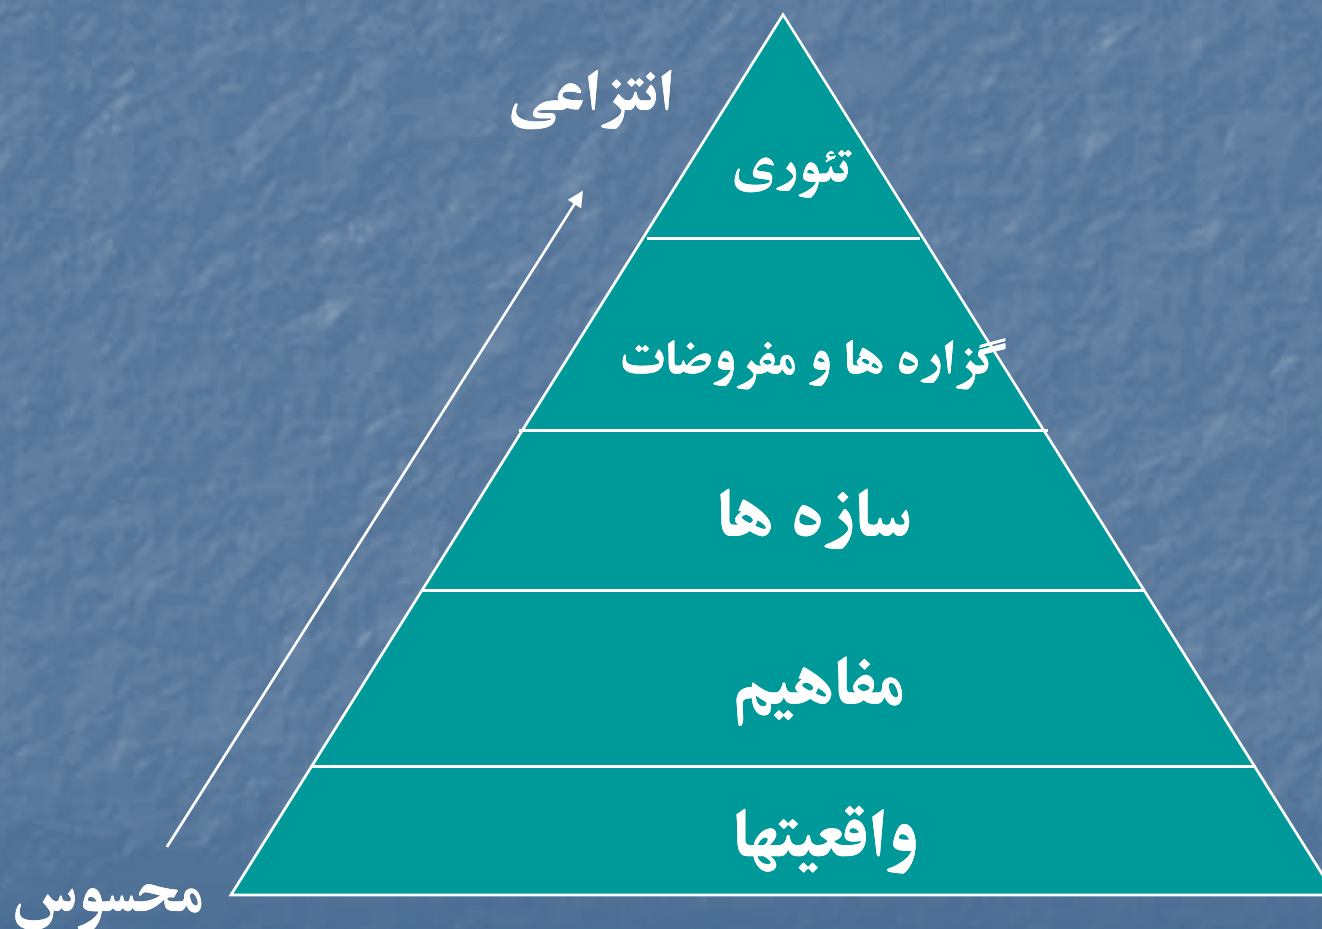 انتزاعی
تئوری
گزاره ها و مفروضات
سازه ها
مفاهیم
واقعیتها
محسوس